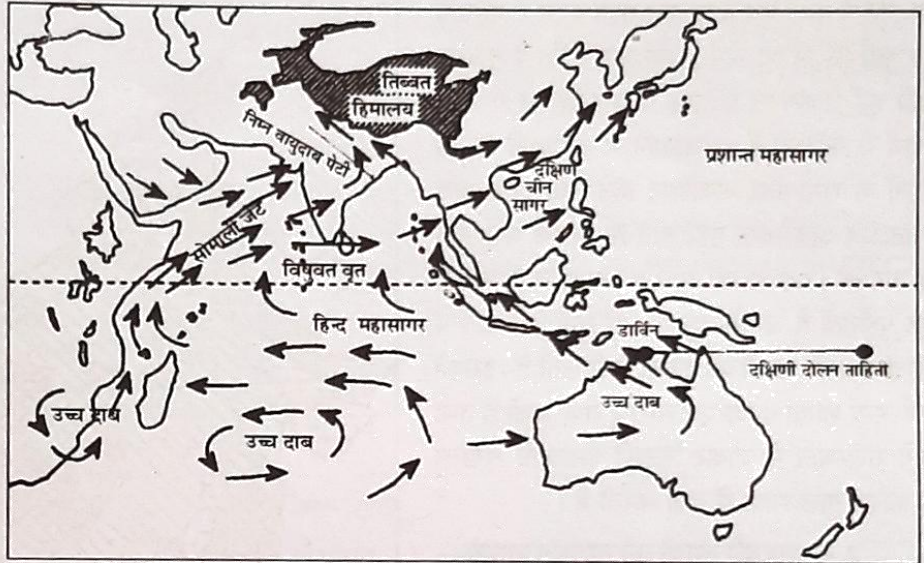 तिब्बत
हिमालय
निम्न वायुदाब पेटी
प्रशान्त महासागर
दक्षिण
चीन
सागर
सोमाली जेट
विषुवत वृत
हिन्द महासागर
डार्विन
दक्षिणी दोलन ताहिती
उच्च दाब
उच्च दाब
उच्च दाब